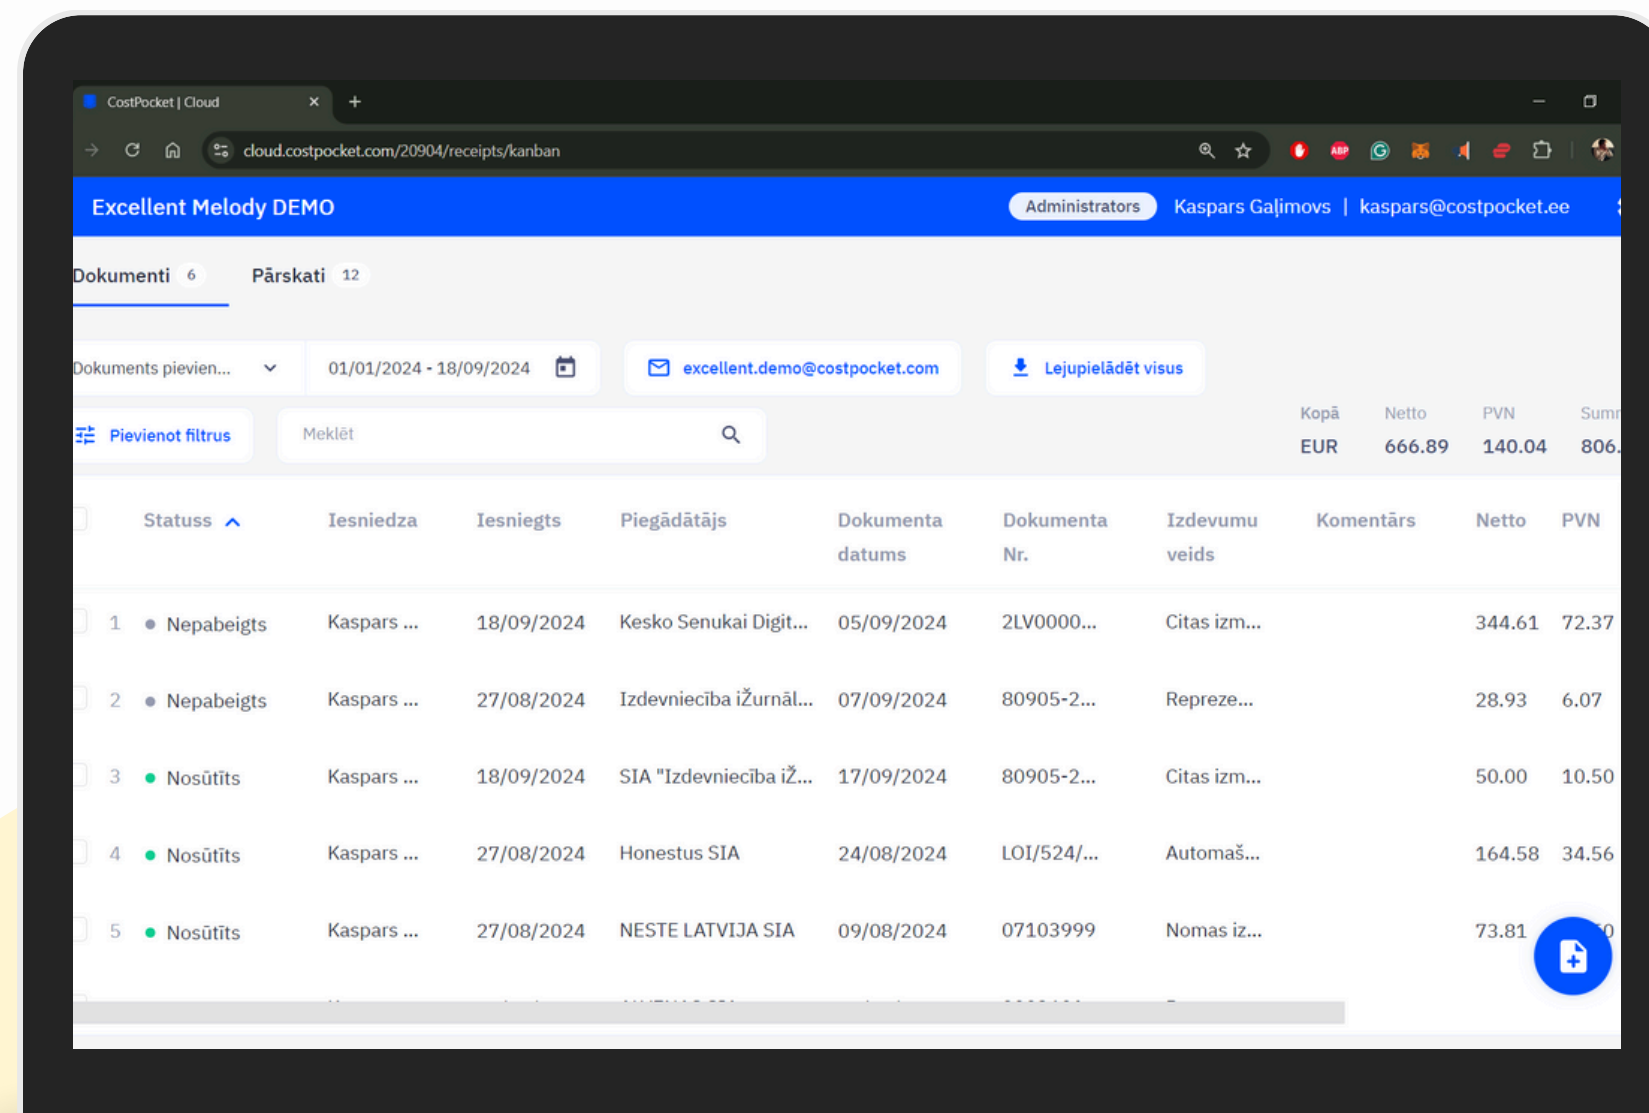 CostPocket | Cloud
cloud.costpocket.com/20904/receipts/kanban
ABP
Excellent Melody DEMO Administrators Kaspars Gaļimovs | kaspars@costpocket.ee
Dokumenti 6 Pārskati 12
Dokuments pievien... 01/01/2024 - 18/09/2024 excellent.demo@costpocket.com Lejupielādēt visus
Kopā Netto PVN
Pievienot filtrus Meklēt EUR 666.89 140.04 806.
Statuss Iesniedza Iesniegts Piegādātājs Dokumenta datums Dokumenta Nr. Izdevumu veids Komentārs Netto PVN
1 Nepabeigts Kaspars ... 18/09/2024 Kesko Senukai Digit... 05/09/2024 2LV0000... Citas izm... 344.61 72.37
2 Nepabeigts Kaspars ... 27/08/2024 Izdevniecība iŽurnāl... 07/09/2024 80905-2... Repreze... 28.93 6.07
3 Nosūtīts Kaspars ... 18/09/2024 SIA "Izdevniecība iŽ... 17/09/2024 80905-2... Citas izm... 50.00 10.50
4 Nosūtīts Kaspars ... 27/08/2024 Honestus SIA 24/08/2024 LOI/524/... Automaš... 164.58 34.56
5 Nosūtīts Kaspars ... 27/08/2024 NESTE LATVIJA SIA 09/08/2024 07103999 Nomas iz... 73.81